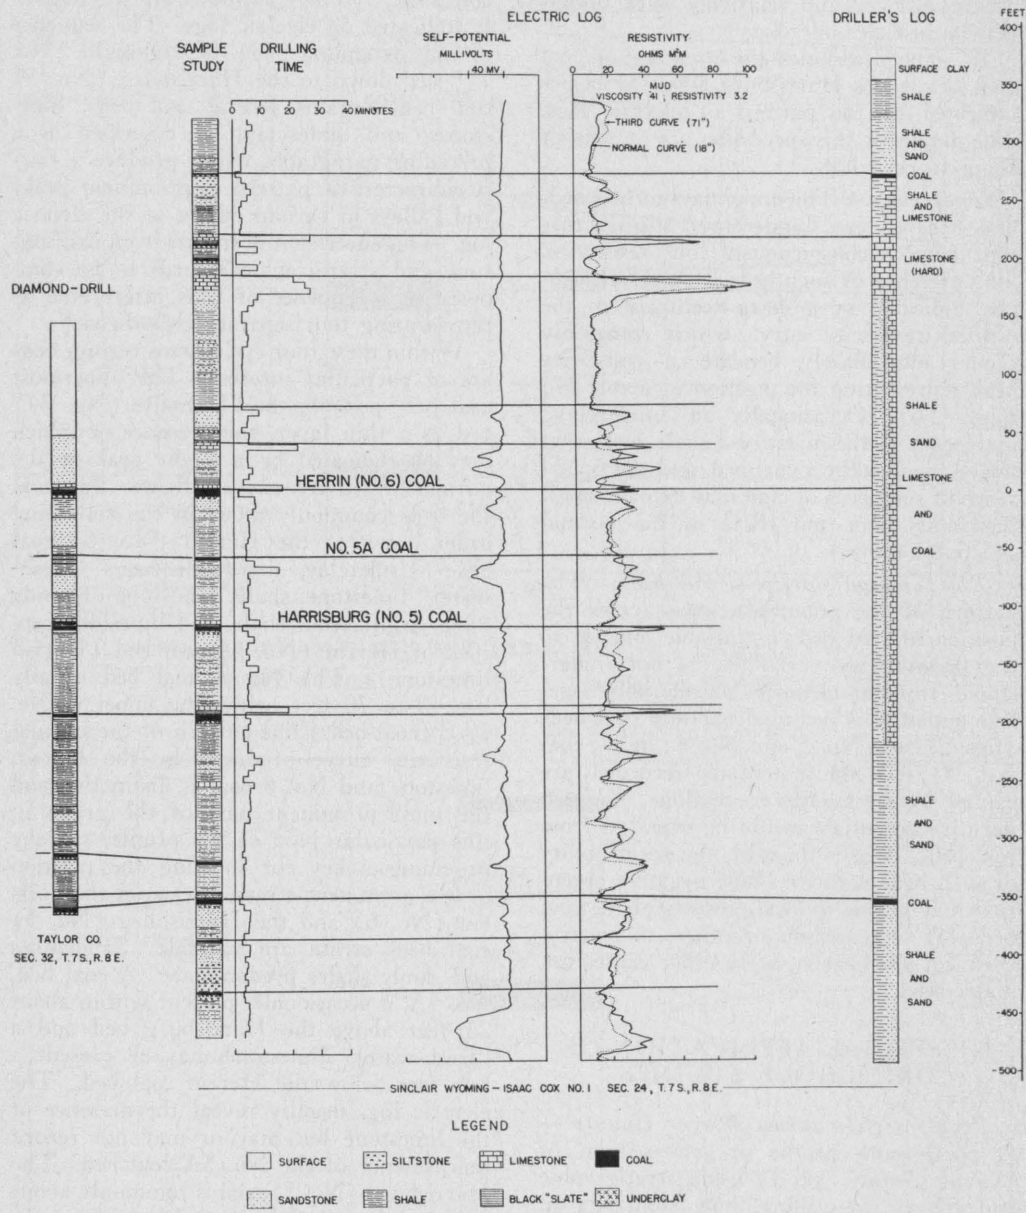 ELECTRIC LOG
DRILLER'S LOG
FEET
SAMPLE
STUDY
DRILLING
TIME
SELF-POTENTIAL
MILLIVOLTS
40 MV
RESISTIVITY
OHMS M²M
0 20 40 60 80 100
MUD
VISCOSITY 41 ; RESISTIVITY 3.2
THIRD CURVE (71")
NORMAL CURVE (18")
0 10 20 30 40 MINUTES
400
350
300
250
200
150
100
50
0
-50
-100
-150
-200
-250
-300
-350
-400
-450
-500
SURFACE CLAY
SHALE
SHALE
AND
SAND
COAL
SHALE
AND
LIMESTONE
LIMESTONE
(HARD)
SHALE
SAND
LIMESTONE
AND
COAL
SHALE
AND
SAND
COAL
SHALE
AND
SAND
DIAMOND-DRILL
HERRIN (NO. 6) COAL
NO. 5A COAL
HARRISBURG (NO. 5) COAL
TAYLOR CO.
SEC. 32, T. 7 S., R. 8 E.
SINCLAIR WYOMING — ISAAC COX NO. 1 SEC. 24, T. 7 S., R. 8 E.
LEGEND
SURFACE
SILTSTONE
LIMESTONE
COAL
SANDSTONE
SHALE
BLACK "SLATE"
UNDERCLAY